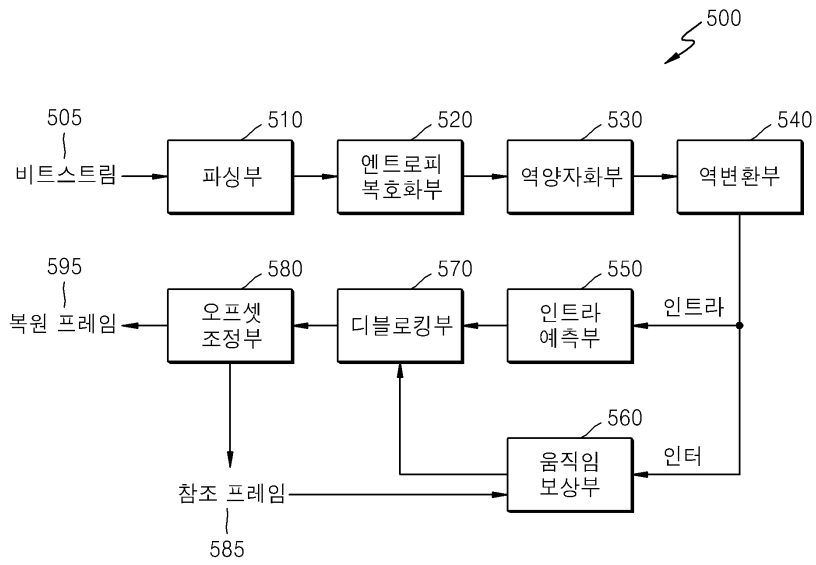 500
505
510
520
530
540
비트스트림
파싱부
엔트로피
복호화부
역양자화부
역변환부
595
580
570
550
복원 프레임
오프셋
조정부
디블로킹부
인트라
예측부
인트라
560
움직임
보상부
인터
참조 프레임
585